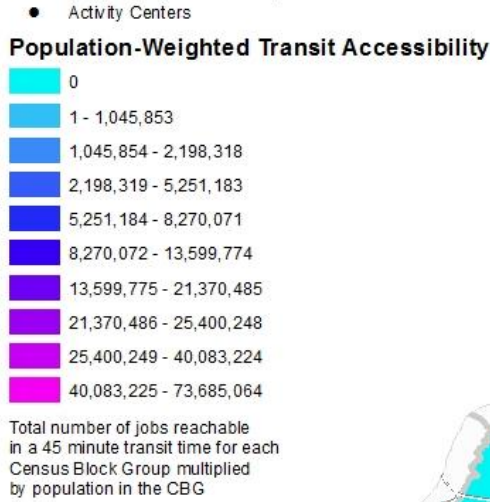 Activity Centers
Population-Weighted Transit Accessibility
0
1 - 1,045,853
1,045,854 - 2,198,318
2,198,319 - 5,251,183
5,251,184 - 8,270,071
8,270,072 - 13,599,774
13,599,775 - 21,370,485
21,370,486 - 25,400,248
25,400,249 - 40,083,224
40,083,225 - 73,685,064
Total number of jobs reachable
in a 45 minute transit time for each
Census Block Group multiplied
by population in the CBG